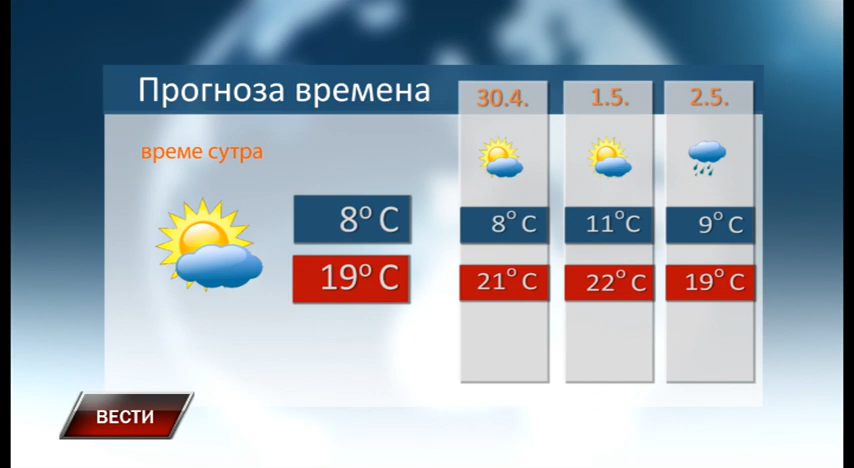 Прогноза времена
време сутра
8° C
19° C
30.4.
8° C
21° C
1.5.
11°C
22° C
2.5.
9° C
19° C
ВЕСТИ